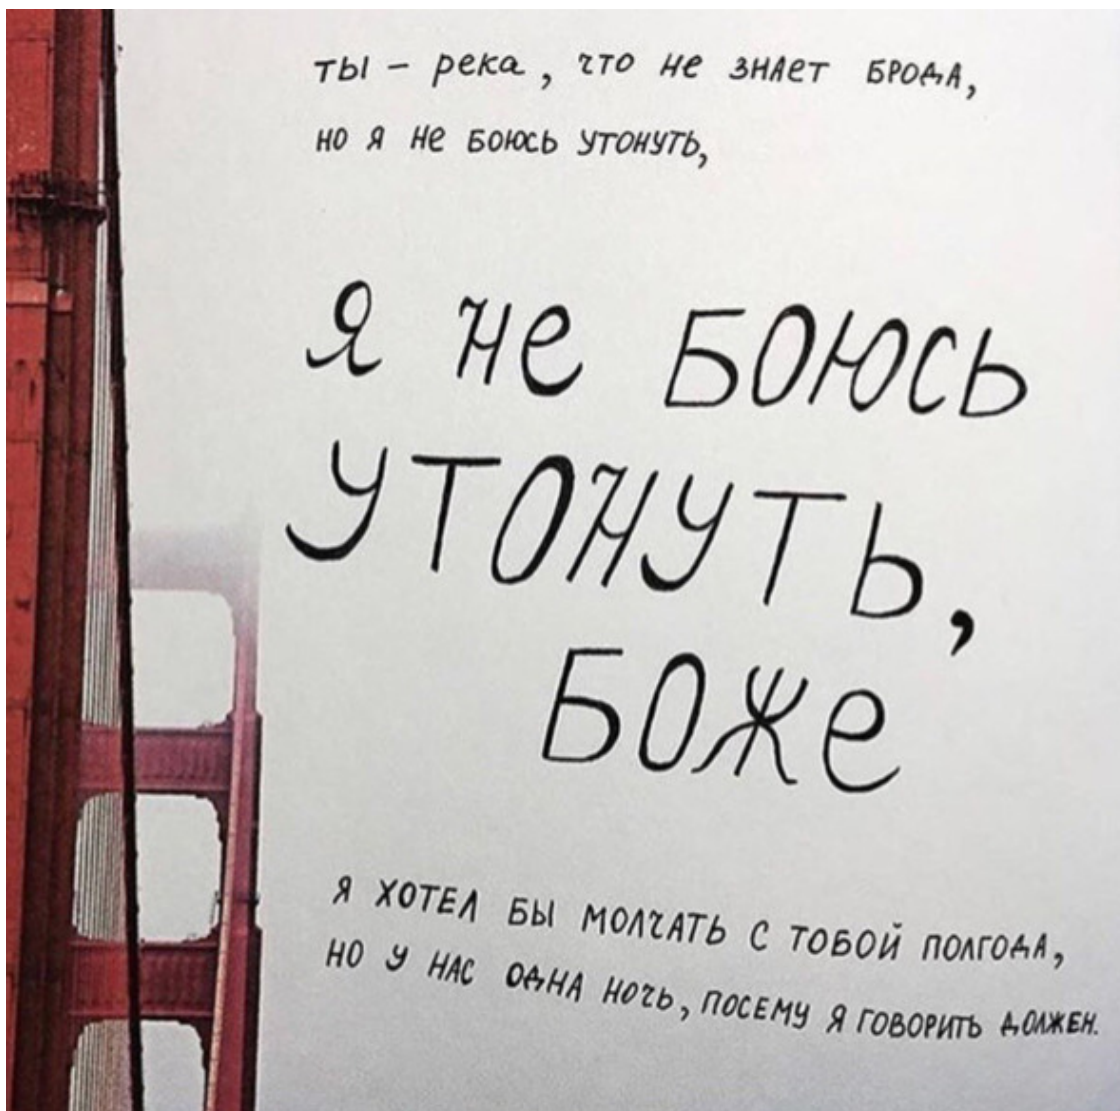 ты – река, что не знает брода,
но я не боюсь утонуть,
Я не боюсь
утонуть,
боже
Я хотел бы молчать с тобой полгода,
но у нас одна ночь, посему я говорить должен.